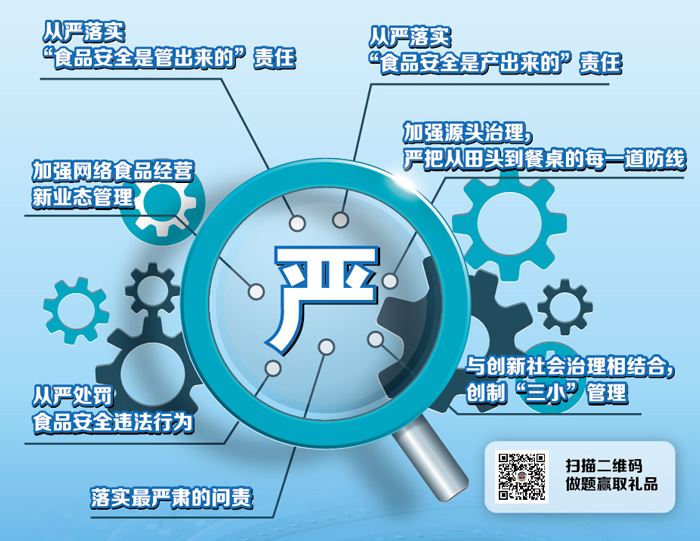 从严落实
“食品安全是管出来的”责任
从严落实
“食品安全是产出来的”责任
加强源头治理，
严把从田头到餐桌的每一道防线
加强网络食品经营
新业态管理
严
与创新社会治理相结合，
创制“三小”管理
从严处罚
食品安全违法行为
落实最严肃的问责
扫描二维码
做题赢取礼品